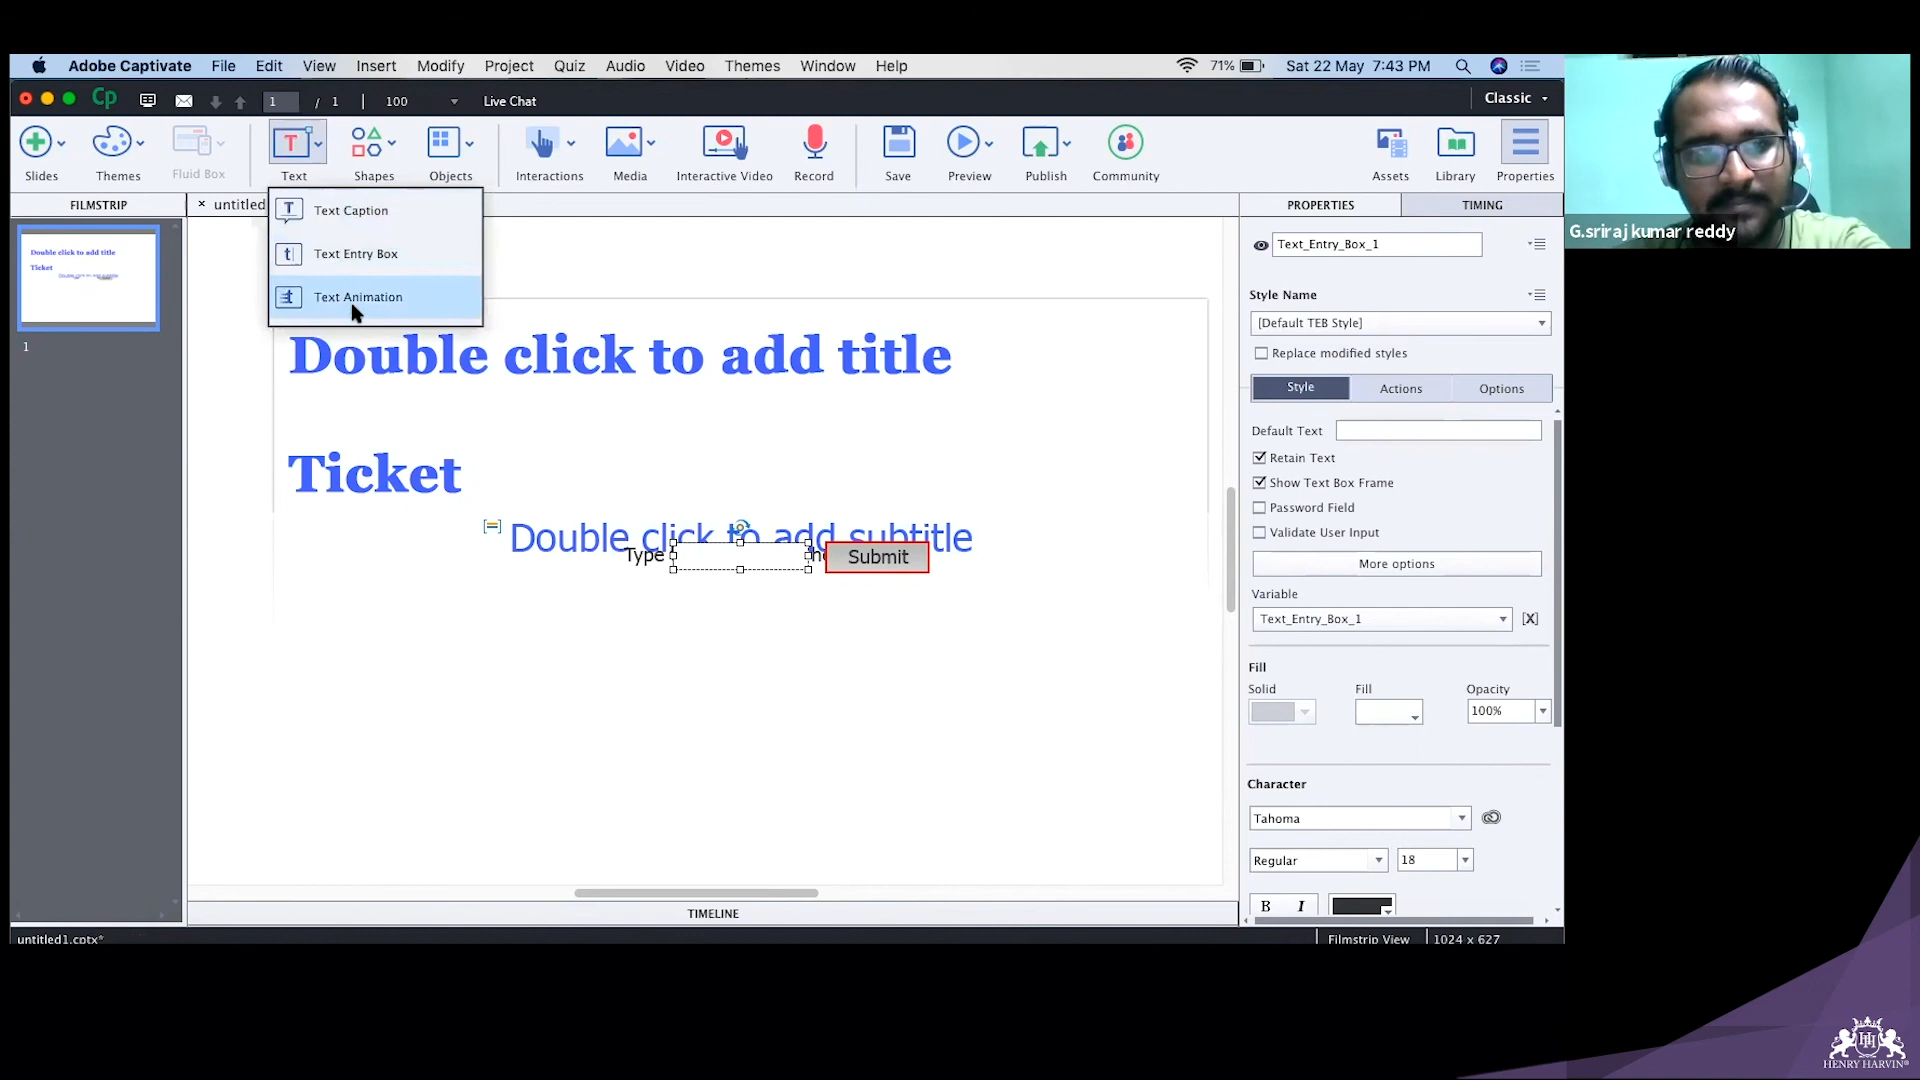 Adobe Captivate File Edit View Insert Modify Project Quiz Audio Video Themes Window Help 71% Sat 22 May 7:43 PM
Cp 1 / 1 100 Live Chat Classic
Slides Themes Fluid Box Text Shapes Objects Interactions Media Interactive Video Record Save Preview Publish Community Assets Library Properties
FILMSTRIP × untitled PROPERTIES TIMING
G.sriraj kumar reddy
Text Caption
Text Entry Box
Text Animation
Double click to add title
Ticket
Double click to add subtitle
1
Double click to add title
Ticket
Double click to add subtitle
Type
Submit
Text_Entry_Box_1
Style Name
[Default TEB Style]
Replace modified styles
Style Actions Options
Default Text
Retain Text
Show Text Box Frame
Password Field
Validate User Input
More options
Variable
Text_Entry_Box_1 [X]
Fill
Solid Fill Opacity
100%
Character
Tahoma
Regular 18
B I
TIMELINE
untitled1.cptx* Filmstrip View 1024 x 627
HENRY HARVIN®